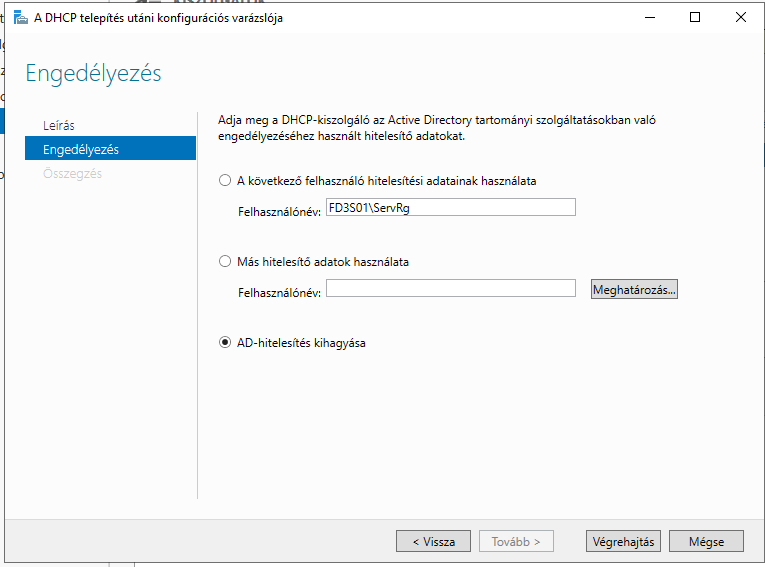 A DHCP telepítés utáni konfigurációs varázslója
Engedélyezés
Leírás
Engedélyezés
Összegzés
Adja meg a DHCP-kiszolgáló az Active Directory tartományi szolgáltatásokban való
engedélyezéséhez használt hitelesítő adatokat.
A következő felhasználó hitelesítési adatainak használata
Felhasználónév: FD3S01\ServRg
Más hitelesítő adatok használata
Felhasználónév:
Meghatározás...
AD-hitelesítés kihagyása
< Vissza
Tovább >
Végrehajtás
Mégse